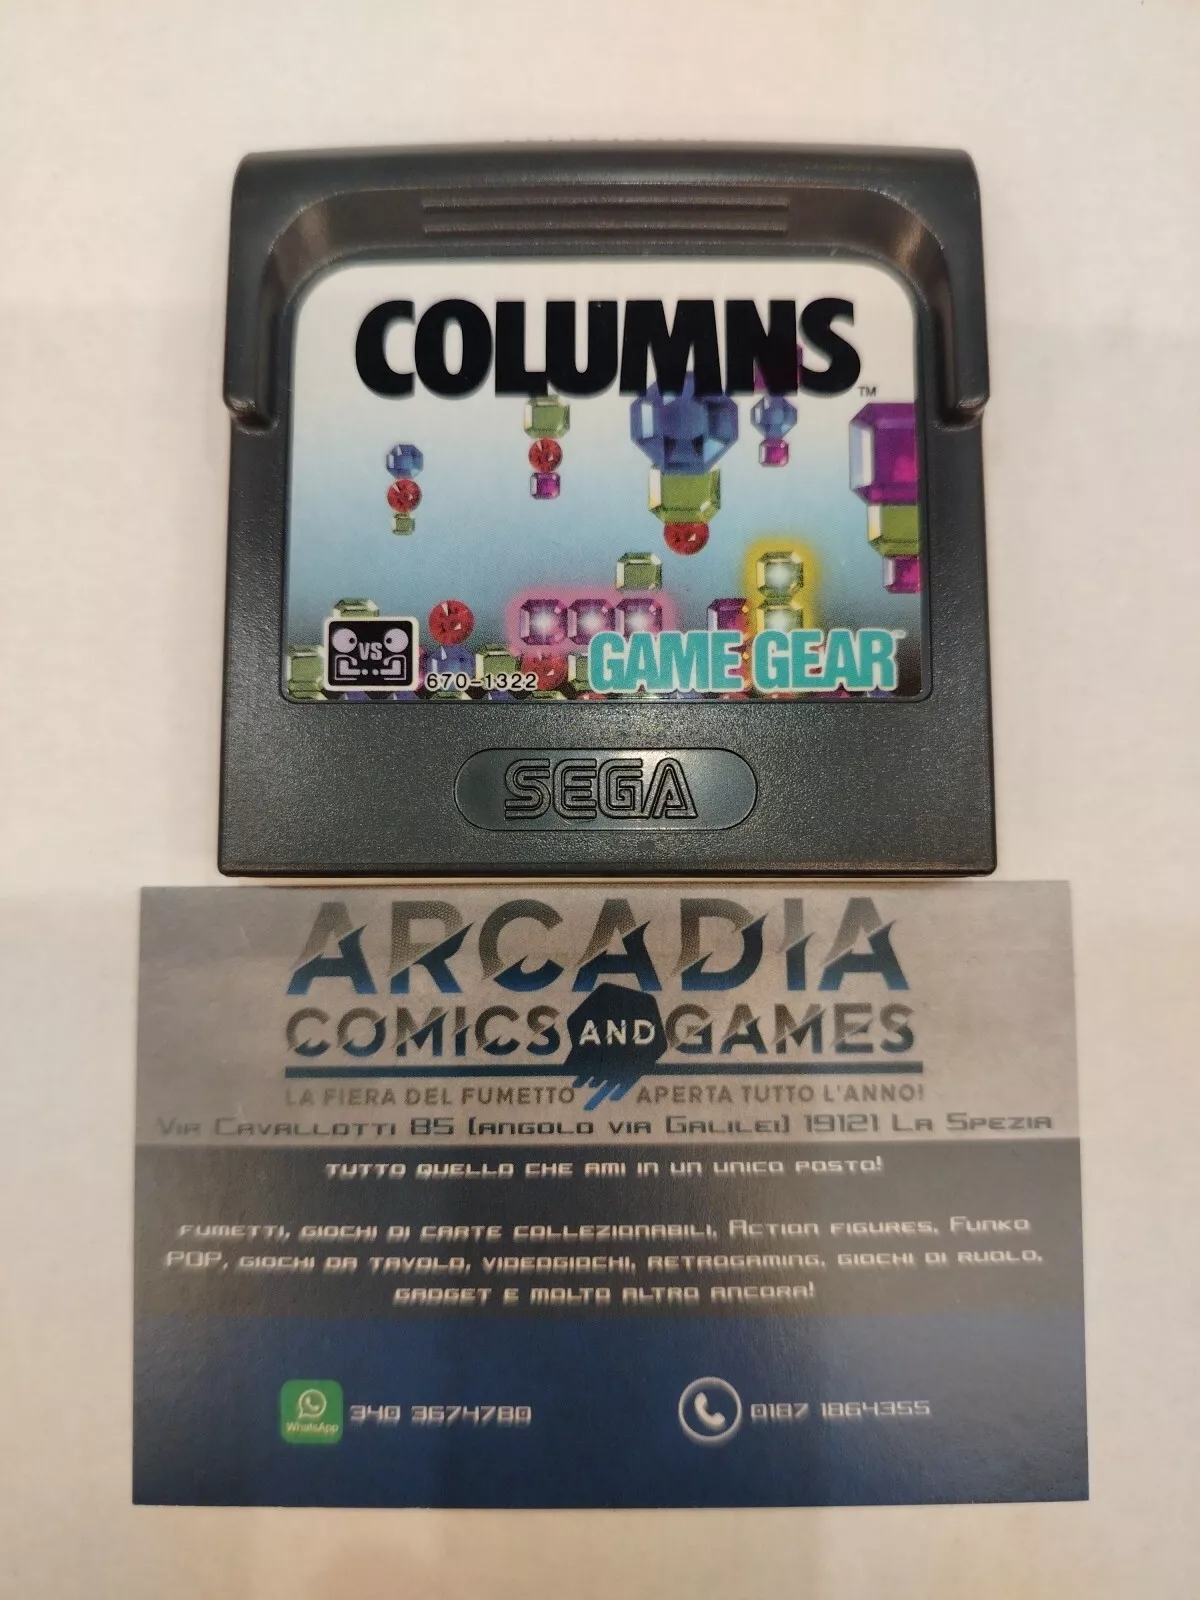 COLUMNS
TM
VS
670-1322
GAME GEAR
SEGA
ARCADIA
COMICS AND GAMES
LA FIERA DEL FUMETTO APERTA TUTTO L'ANNO!
VIA CAVALLOTTI 85 (ANGOLO VIA GALILEI) 19121 LA SPEZIA
TUTTO QUELLO CHE AMI IN UN UNICO POSTO!
FUMETTI, GIOCHI DI CARTE COLLEZIONABILI, ACTION FIGURES, FUNKO
POP, GIOCHI DA TAVOLO, VIDEOGIOCHI, RETROGAMING, GIOCHI DI RUOLO,
GADGET E MOLTO ALTRO ANCORA!
WhatsApp 340 3674780 0187 1864355